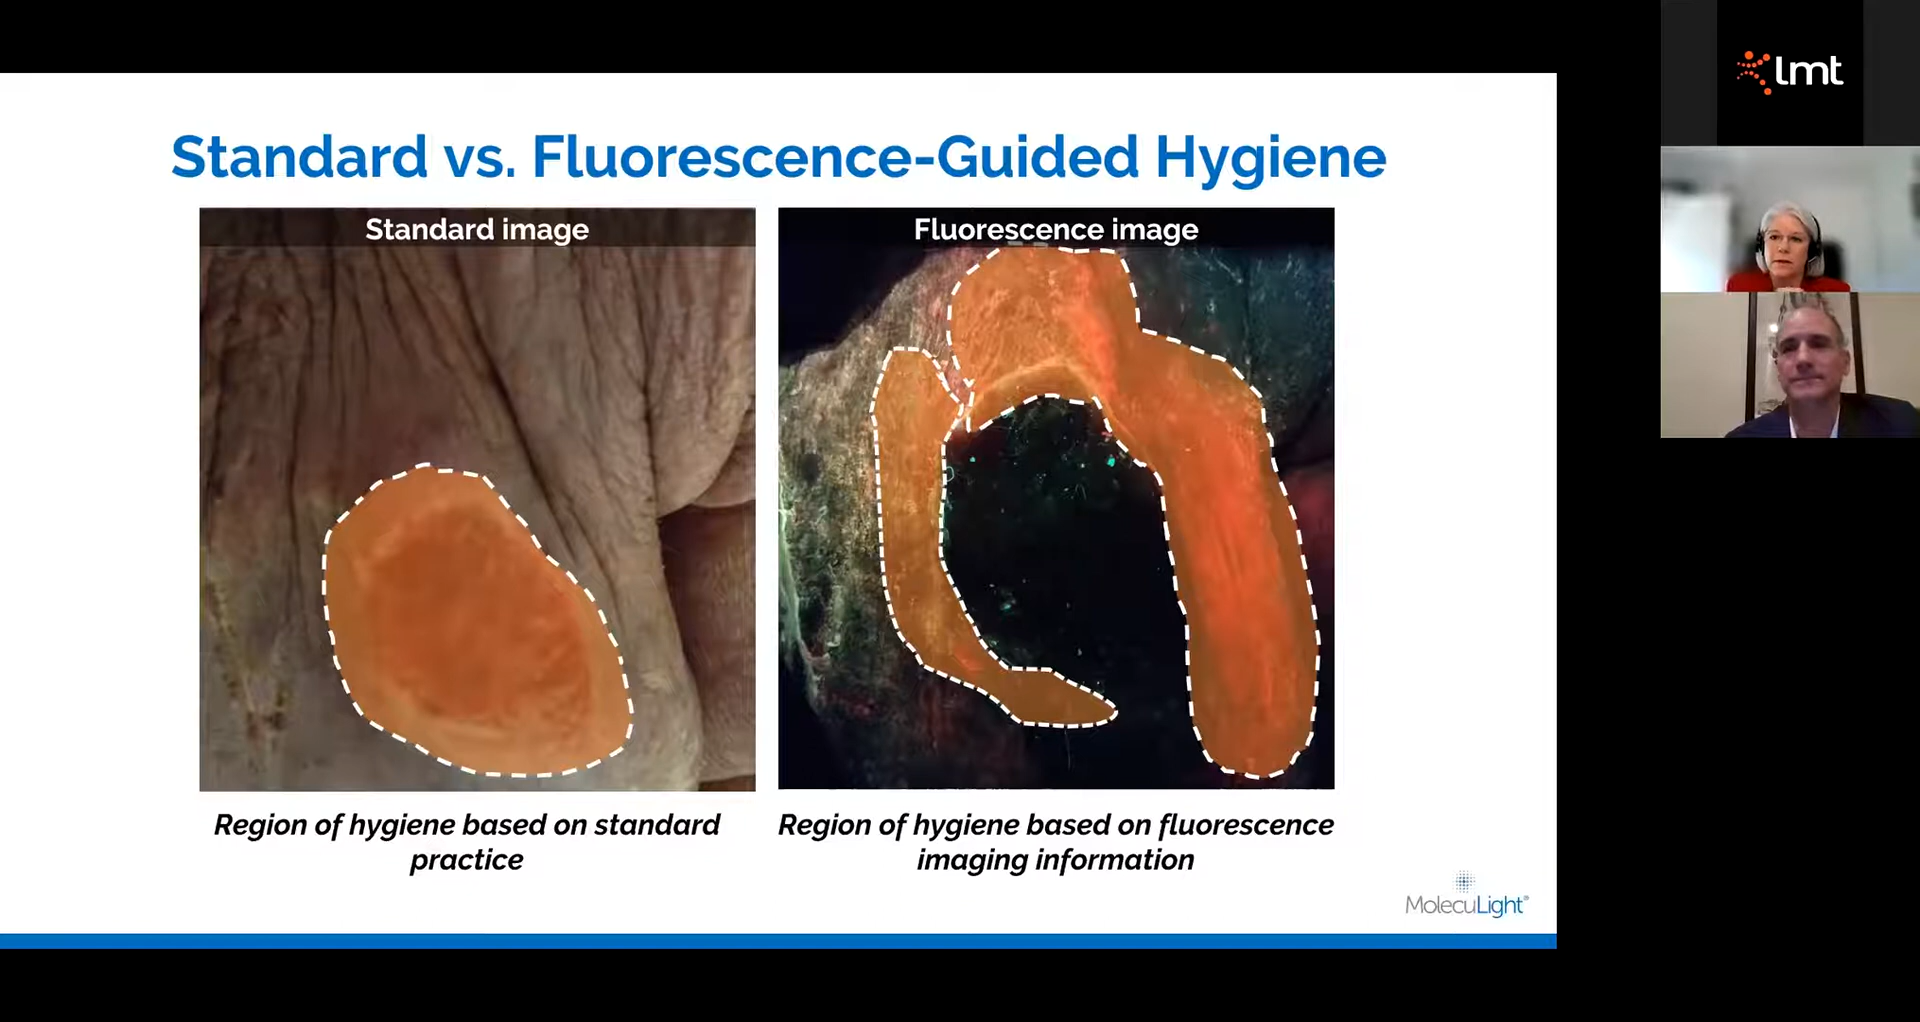 Standard vs. Fluorescence-Guided Hygiene
Standard image
Fluorescence image
Region of hygiene based on standard
practice
Region of hygiene based on fluorescence
imaging information
MolecuLight®
lmt